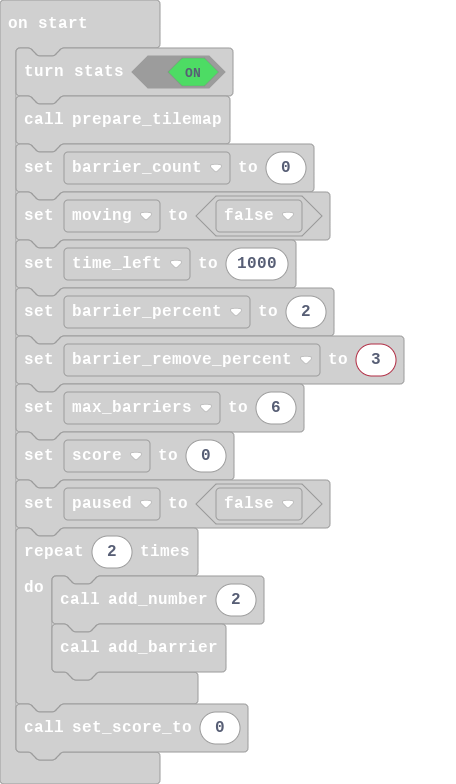 on start
turn stats ON
call prepare_tilemap
set barrier_count to 0
set moving to false
set time_left to 1000
set barrier_percent to 2
set barrier_remove_percent to 3
set max_barriers to 6
set score to 0
set paused to false
repeat 2 times
do
call add_number 2
call add_barrier
call set_score_to 0